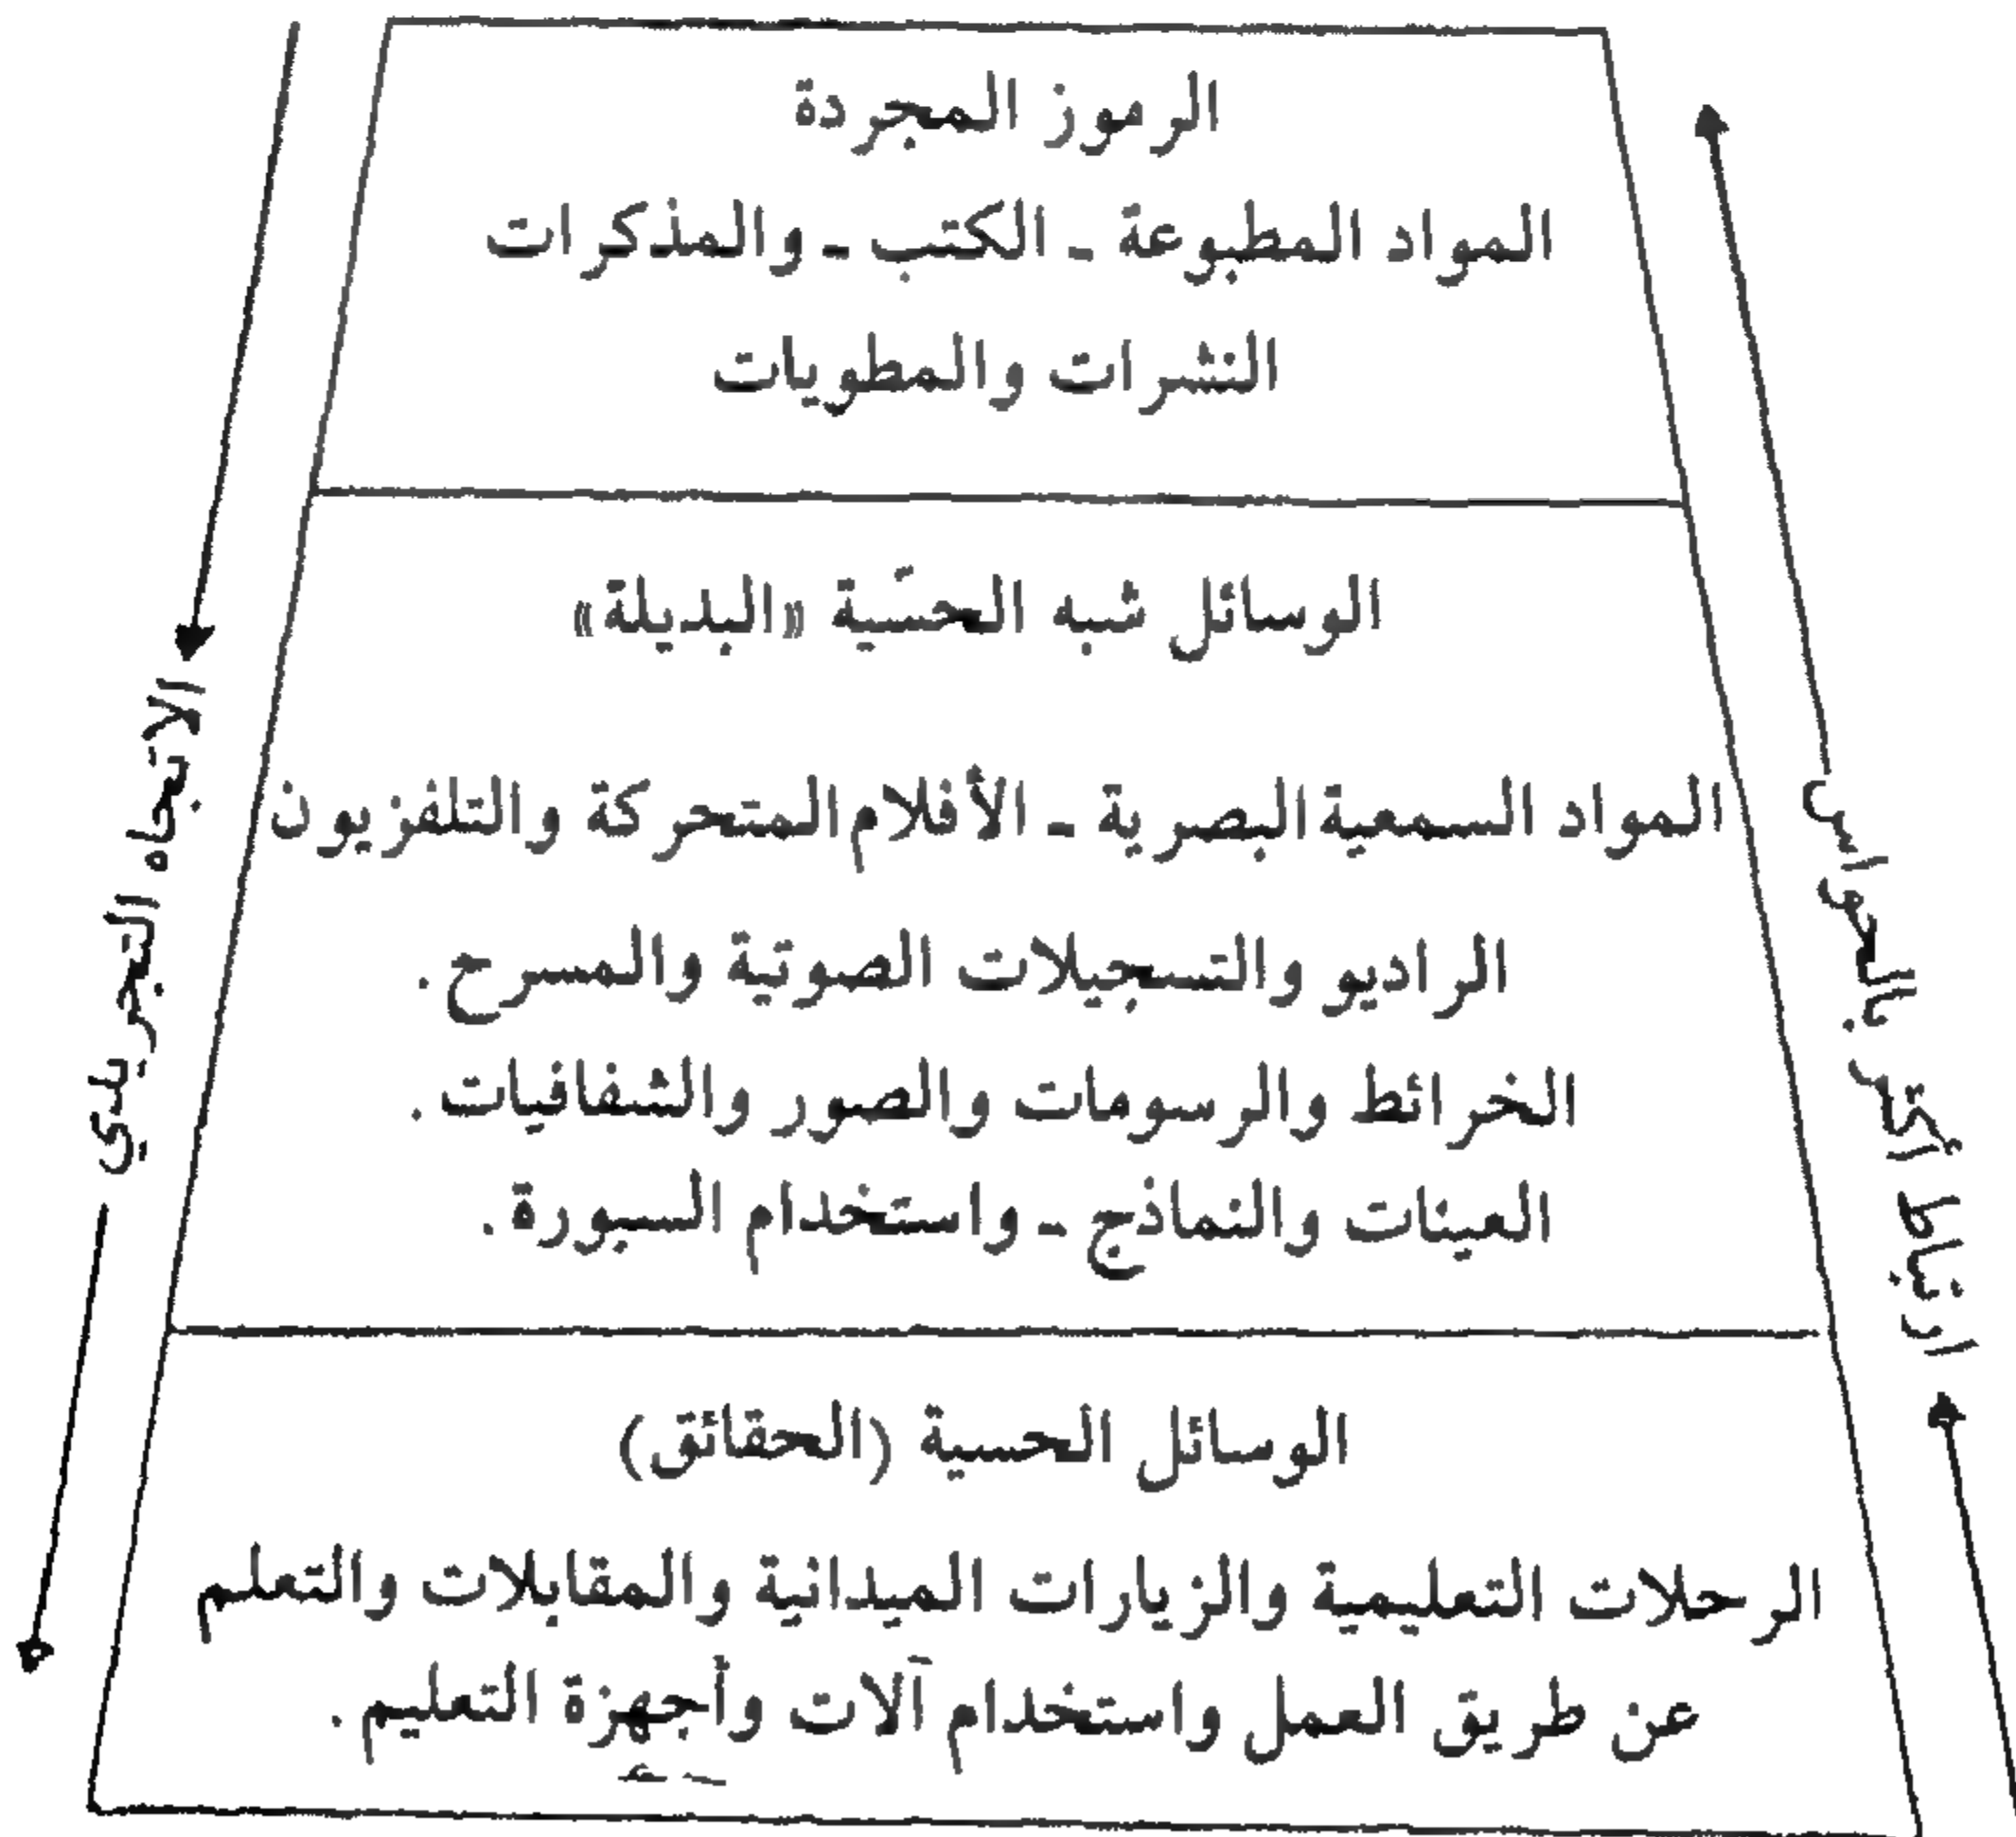 الرموز المجردة
المواد المطبوعة ـ الكتب ـ والمذكرات
النشرات والمطويات
الوسائل شبه الحسّية «البديلة»
المواد السمعية البصرية ـ الأفلام المتحركة والتلفزيون
الراديو والتسجيلات الصوتية والمسرح.
الخرائط والرسومات والصور والشفافيات.
العينات والنماذج ـ واستخدام السبورة.
الوسائل الحسية (الحقائق)
الرحلات التعليمية والزيارات الميدانية والمقابلات والتعلم
عن طريق العمل واستخدام آلات وأجهزة التعليم.
ارتباط أكثر بالحواس
الاتجاه التجريدي